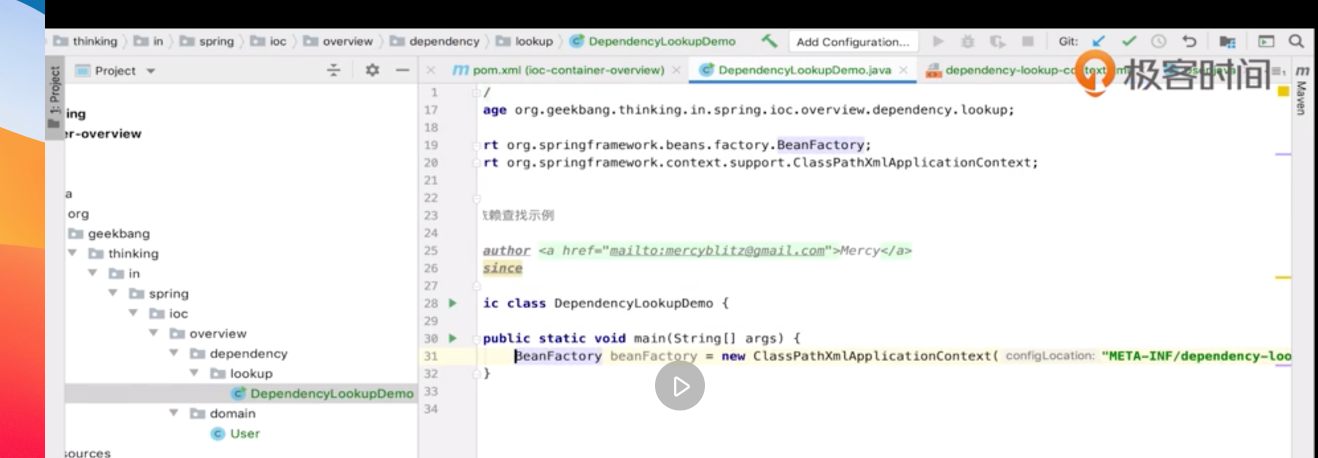 thinking in spring ioc overview dependency lookup DependencyLookupDemo Add Configuration... Git:
1: Project
Project
pom.xml (ioc-container-overview) DependencyLookupDemo.java dependency-lookup-context
极客时间
Maven
ing
er-overview
a
org
geekbang
thinking
in
spring
ioc
overview
dependency
lookup
DependencyLookupDemo
domain
User
sources
1 /
17 age org.geekbang.thinking.in.spring.ioc.overview.dependency.lookup;
18
19 rt org.springframework.beans.factory.BeanFactory;
20 rt org.springframework.context.support.ClassPathXmlApplicationContext;
21
22
23 赖查找示例
24
25 author <a href="mailto:mercyblitz@gmail.com">Mercy</a>
26 since
27
28 ic class DependencyLookupDemo {
29
30 public static void main(String[] args) {
31 BeanFactory beanFactory = new ClassPathXmlApplicationContext( configLocation: "META-INF/dependency-loo
32 }
33
34